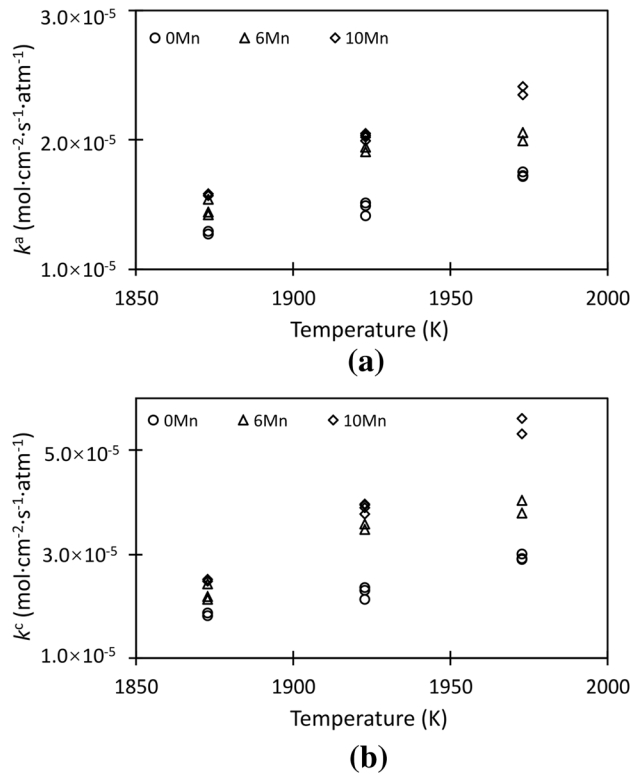 3.0×10⁻⁵
○ 0Mn △ 6Mn ◇ 10Mn
2.0×10⁻⁵
kᵃ (mol·cm⁻²·s⁻¹·atm⁻¹)
1.0×10⁻⁵
1850 1900 1950 2000
Temperature (K)
(a)
○ 0Mn △ 6Mn ◇ 10Mn
5.0×10⁻⁵
kᶜ (mol·cm⁻²·s⁻¹·atm⁻¹)
3.0×10⁻⁵
1.0×10⁻⁵
1850 1900 1950 2000
Temperature (K)
(b)